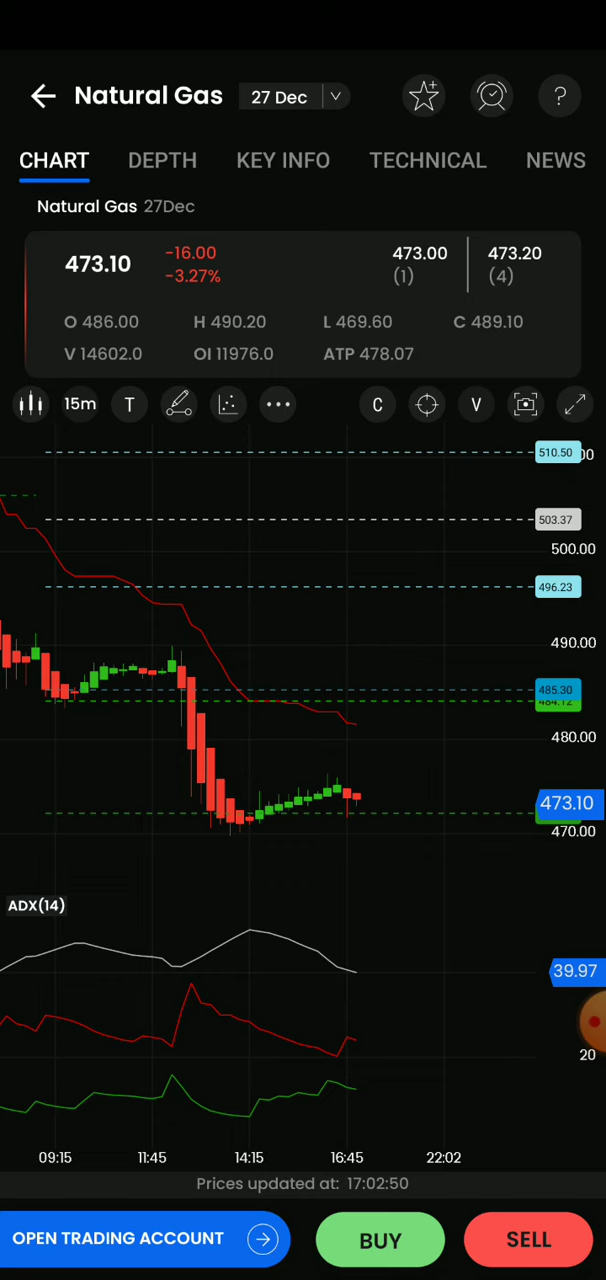 Natural Gas 27 Dec ?
CHART DEPTH KEY INFO TECHNICAL NEWS
Natural Gas 27Dec
473.10 -16.00 473.00 473.20
-3.27% (1) (4)
O 486.00 H 490.20 L 469.60 C 489.10
V 14602.0 OI 11976.0 ATP 478.07
15m T C V
510.50
503.37
500.00
496.23
490.00
485.30
484.12
480.00
473.10
470.00
ADX(14)
39.97
20
09:15 11:45 14:15 16:45 22:02
Prices updated at: 17:02:50
OPEN TRADING ACCOUNT BUY SELL